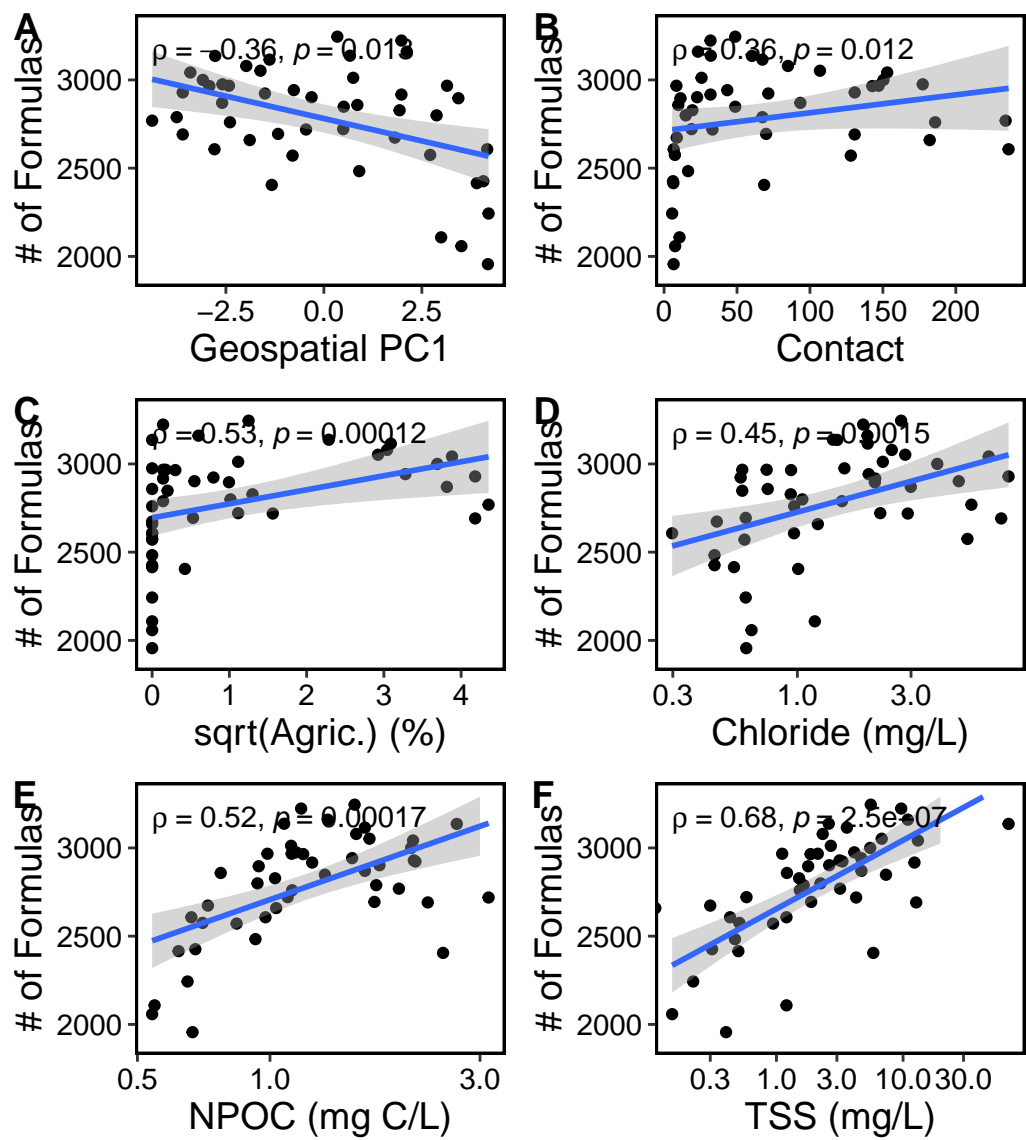 A
ρ = −0.36, p = 0.013
# of Formulas
3000
2500
2000
−2.5 0.0 2.5
Geospatial PC1
B
ρ = 0.36, p = 0.012
# of Formulas
3000
2500
2000
0 50 100 150 200
Contact
C
ρ = 0.53, p = 0.00012
# of Formulas
3000
2500
2000
0 1 2 3 4
sqrt(Agric.) (%)
D
ρ = 0.45, p = 0.0015
# of Formulas
3000
2500
2000
0.3 1.0 3.0
Chloride (mg/L)
E
ρ = 0.52, p = 0.00017
# of Formulas
3000
2500
2000
0.5 1.0 3.0
NPOC (mg C/L)
F
ρ = 0.68, p = 2.5e−07
# of Formulas
3000
2500
2000
0.3 1.0 3.0 10.0 30.0
TSS (mg/L)